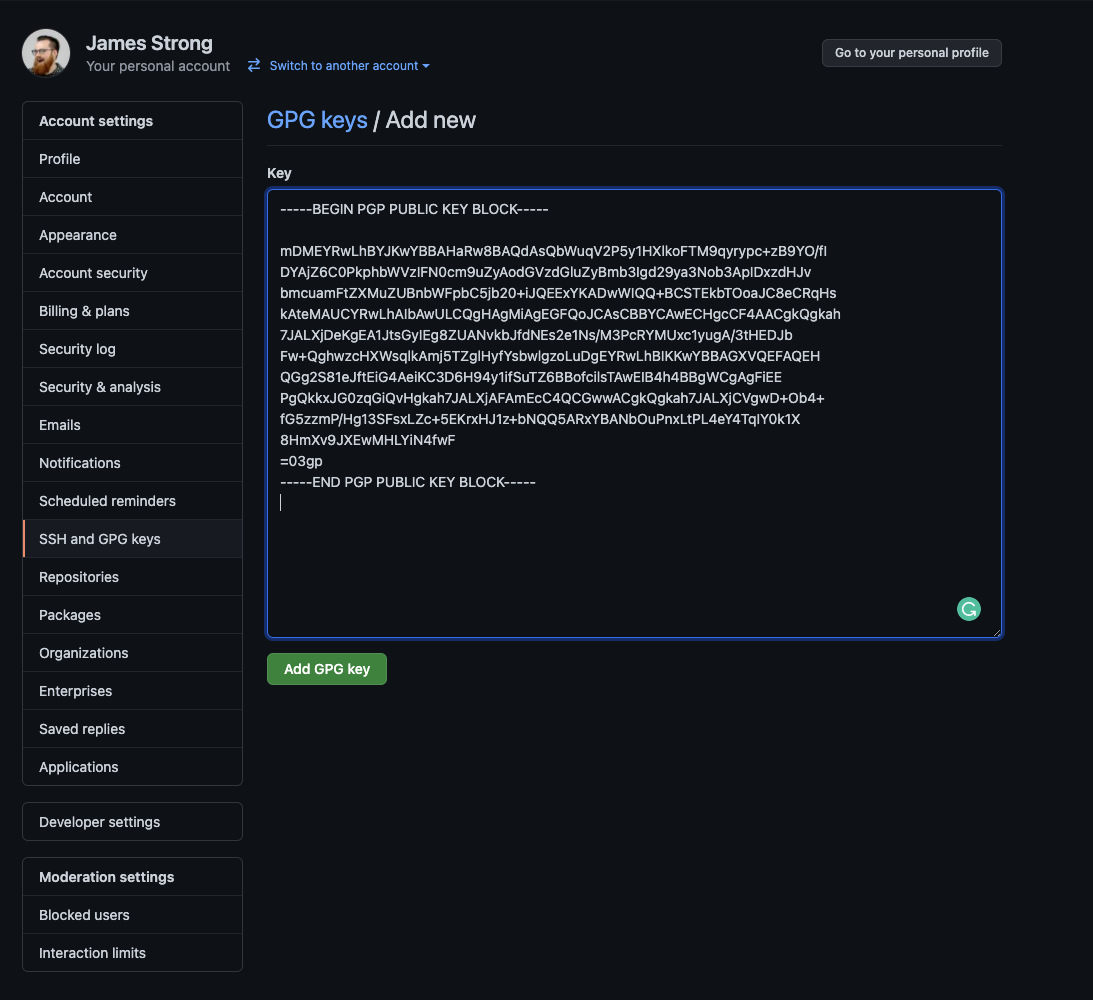 James Strong
Your personal account
Switch to another account
Go to your personal profile
Account settings
Profile
Account
Appearance
Account security
Billing & plans
Security log
Security & analysis
Emails
Notifications
Scheduled reminders
SSH and GPG keys
Repositories
Packages
Organizations
Enterprises
Saved replies
Applications
Developer settings
Moderation settings
Blocked users
Interaction limits
GPG keys / Add new
Key
-----BEGIN PGP PUBLIC KEY BLOCK-----
mDMEYRwLhBYJKwYBBAHaRw8BAQdAsQbWuqV2P5y1HXlkoFTM9qyrypc+zB9YO/fI
DYAjZ6C0PkphbWVzIFN0cm9uZyAodGVzdGluZyBmb3Igd29ya3Nob3ApIDxzdHJv
bmcuamFtZXMuZUBnbWFpbC5jb20+iJQEExYKADwWIQQ+BCSTEkbTOoaJC8eCRqHs
kAteMAUCYRwLhAIbAwULCQgHAgMiAgEGFQoJCAsCBBYCAwECHgcCF4AACgkQgkah
7JALXjDeKgEA1JtsGyIEg8ZUANvkbJfdNEs2e1Ns/M3PcRYMUxc1yugA/3tHEDJb
Fw+QghwzcHXWsqlkAmj5TZglHyfYsbwlgzoLuDgEYRwLhBIKKwYBBAGXVQEFAQEH
QGg2S81eJftEiG4AeiKC3D6H94y1ifSuTZ6BBofcilsTAwEIB4h4BBgWCgAgFiEE
PgQkkxJG0zqGiQvHgkah7JALXjAFAmEcC4QCGwwACgkQgkah7JALXjCVgwD+Ob4+
fG5zzmP/Hg13SFsxLZc+5EKrxHJ1z+bNQQ5ARxYBANbOuPnxLtPL4eY4TqIY0k1X
8HmXv9JXEwMHLYiN4fwF
=03gp
-----END PGP PUBLIC KEY BLOCK-----
Add GPG key